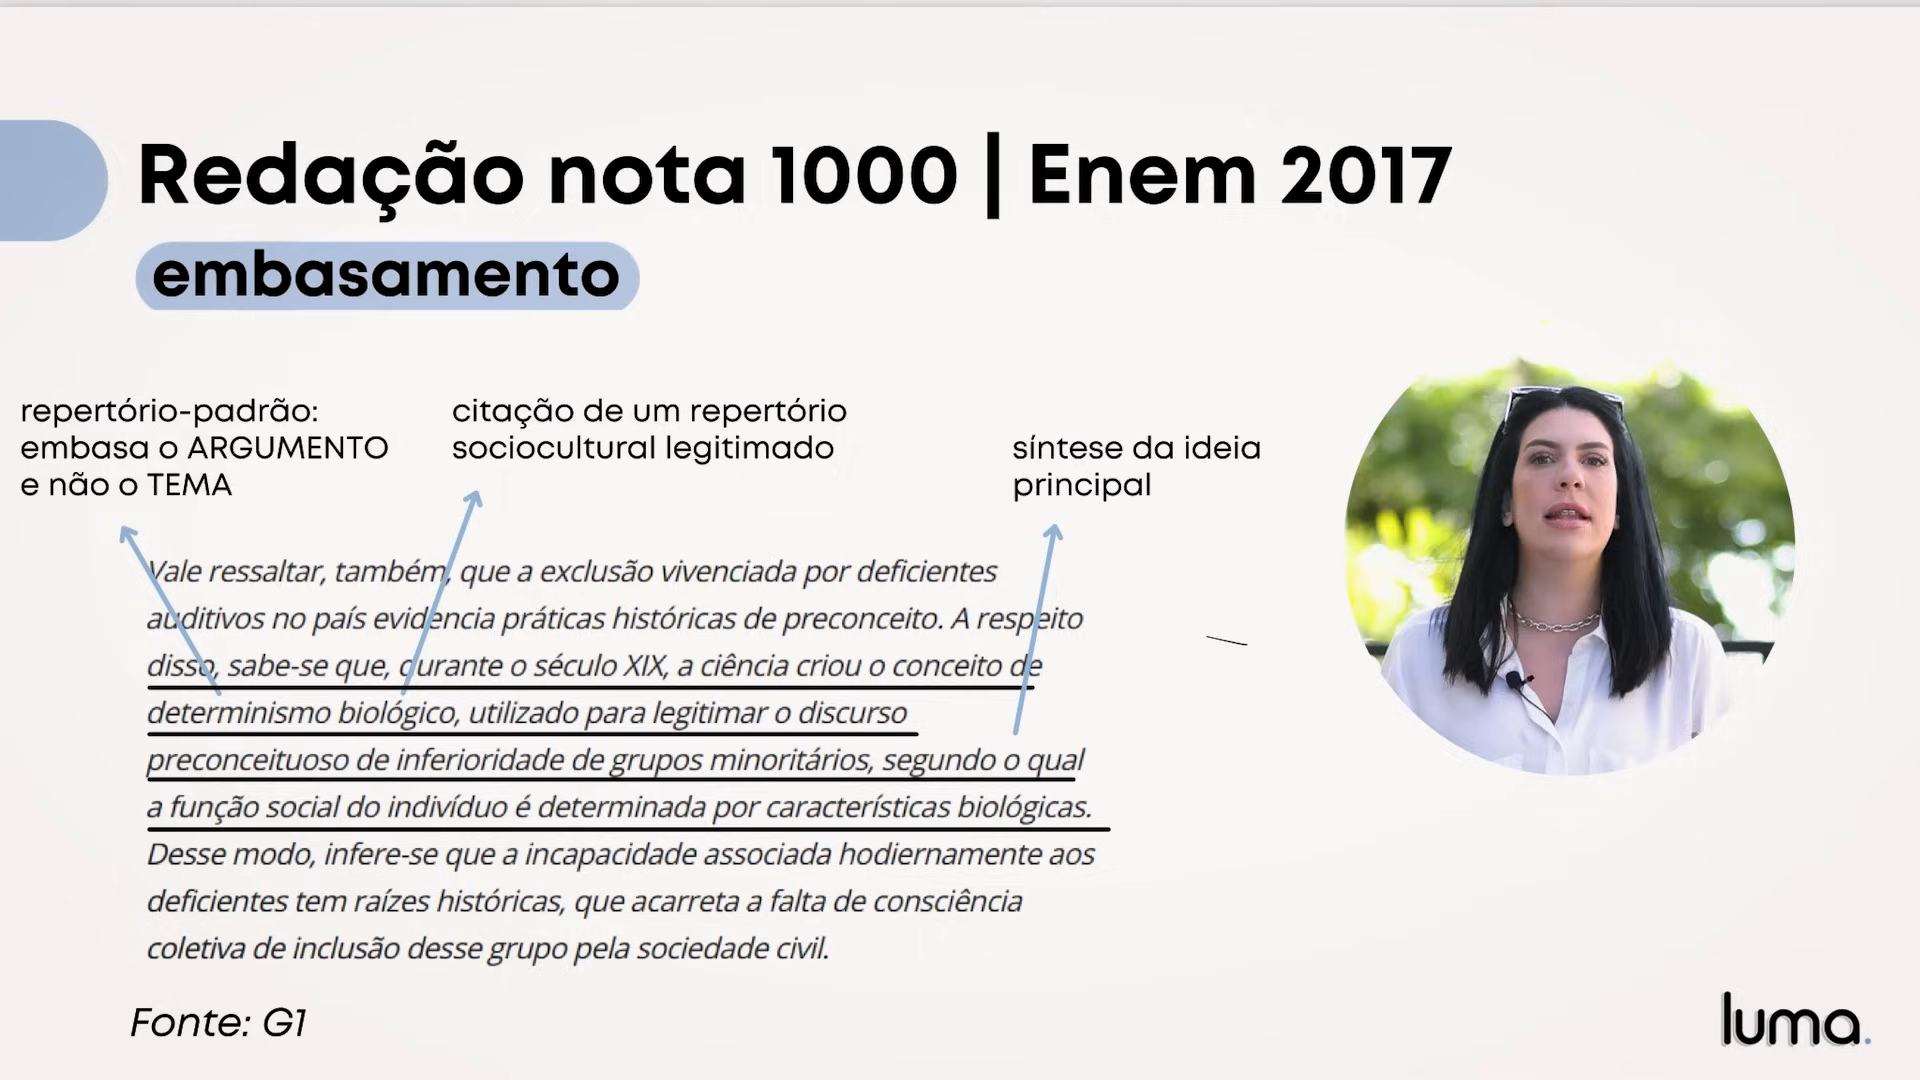 Redação nota 1000 | Enem 2017
embasamento
repertório-padrão:
embasa o ARGUMENTO
e não o TEMA
citação de um repertório
sociocultural legitimado
síntese da ideia
principal
Vale ressaltar, também, que a exclusão vivenciada por deficientes
auditivos no país evidencia práticas históricas de preconceito. A respeito
disso, sabe-se que, durante o século XIX, a ciência criou o conceito de
determinismo biológico, utilizado para legitimar o discurso
preconceituoso de inferioridade de grupos minoritários, segundo o qual
a função social do indivíduo é determinada por características biológicas.
Desse modo, infere-se que a incapacidade associada hodiernamente aos
deficientes tem raízes históricas, que acarreta a falta de consciência
coletiva de inclusão desse grupo pela sociedade civil.
Fonte: G1
luma.